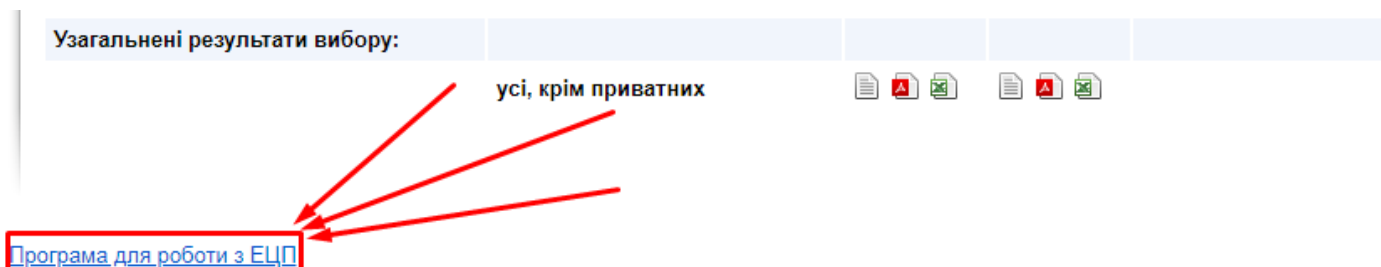 Узагальнені результати вибору:
усі, крім приватних
Програма для роботи з ЕЦП